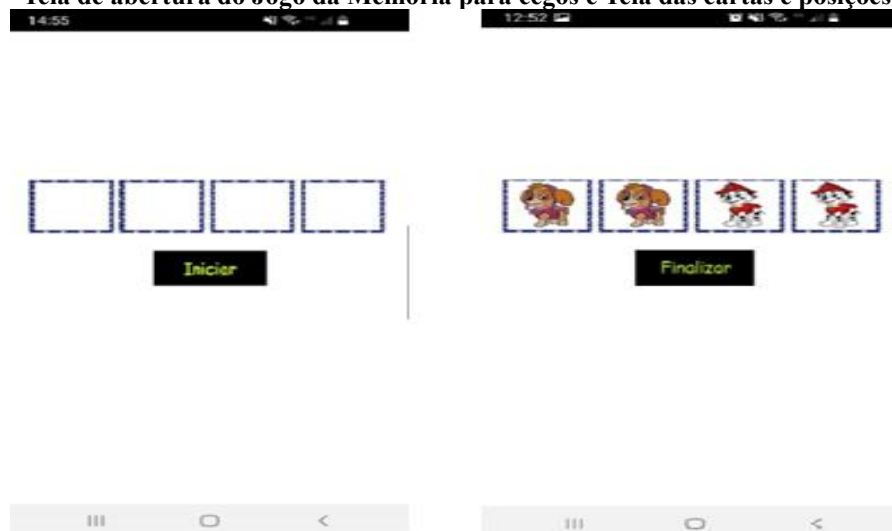 Tela de abertura do Jogo da Memória para cegos e Tela das cartas e posições
14:55
12:52
Iniciar
Finalizar